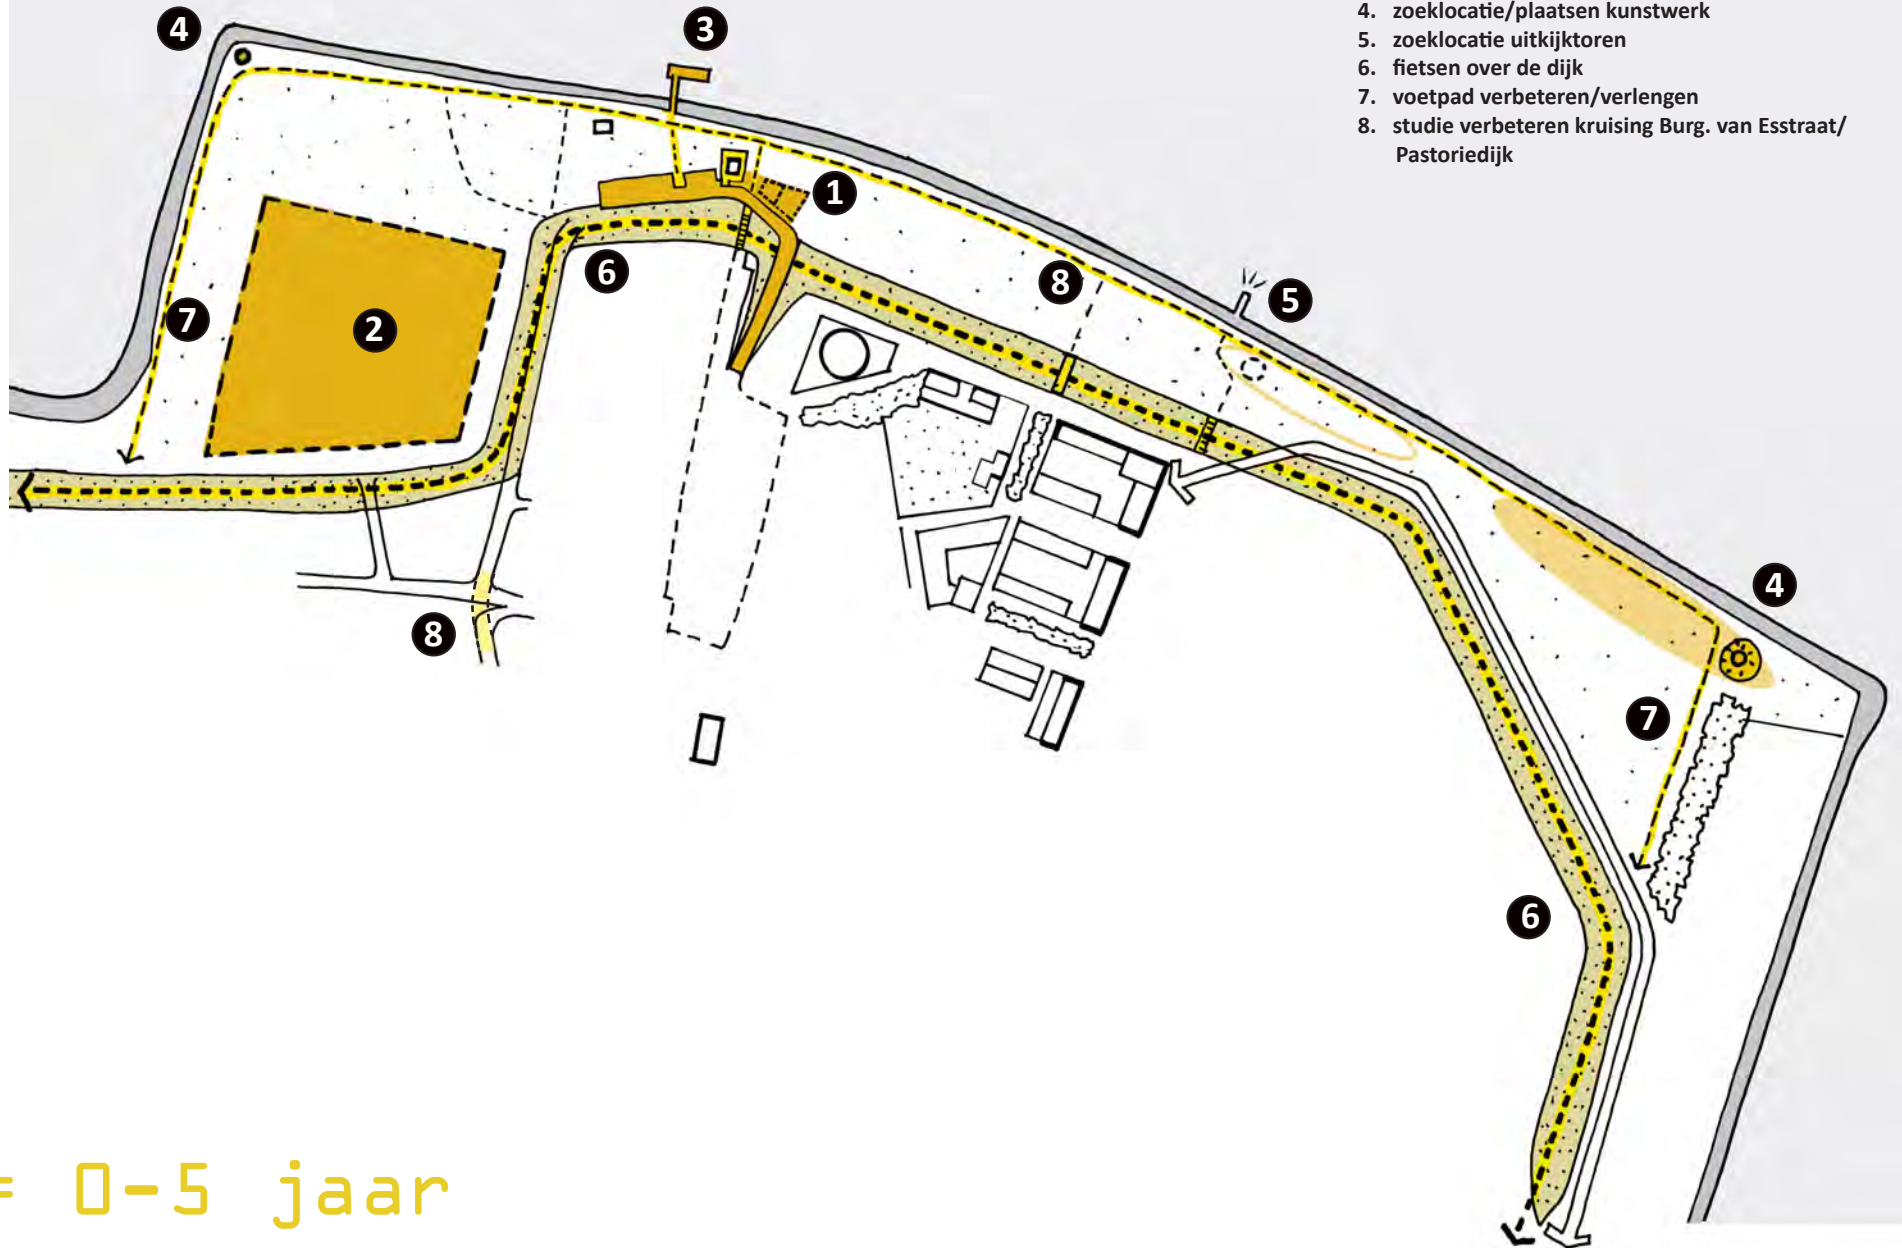 4. zoeklocatie/plaatsen kunstwerk
5. zoeklocatie uitkijktoren
6. fietsen over de dijk
7. voetpad verbeteren/verlengen
8. studie verbeteren kruising Burg. van Esstraat/
Pastoriedijk
4
3
1
8
5
6
7
2
8
4
7
6
= 0-5 jaar